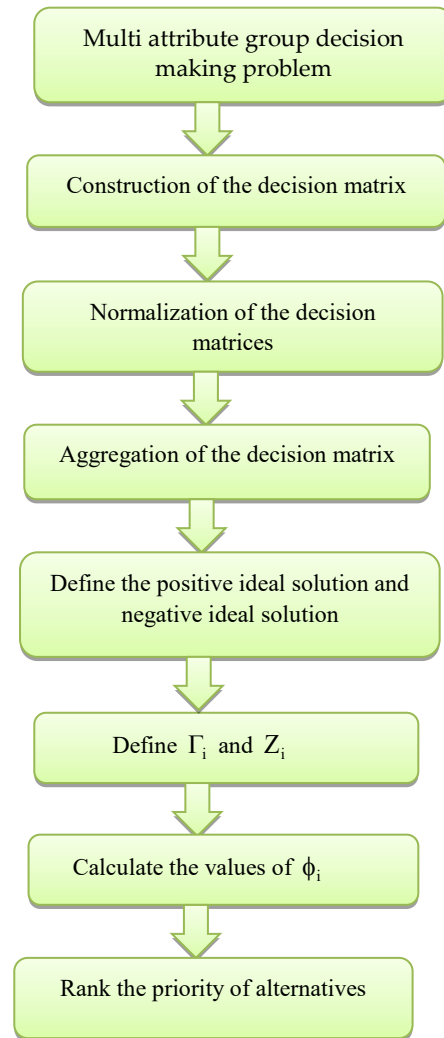 Multi attribute group decision
making problem
Construction of the decision matrix
Normalization of the decision
matrices
Aggregation of the decision matrix
Define the positive ideal solution and
negative ideal solution
Define Γᵢ and Zᵢ
Calculate the values of ϕᵢ
Rank the priority of alternatives